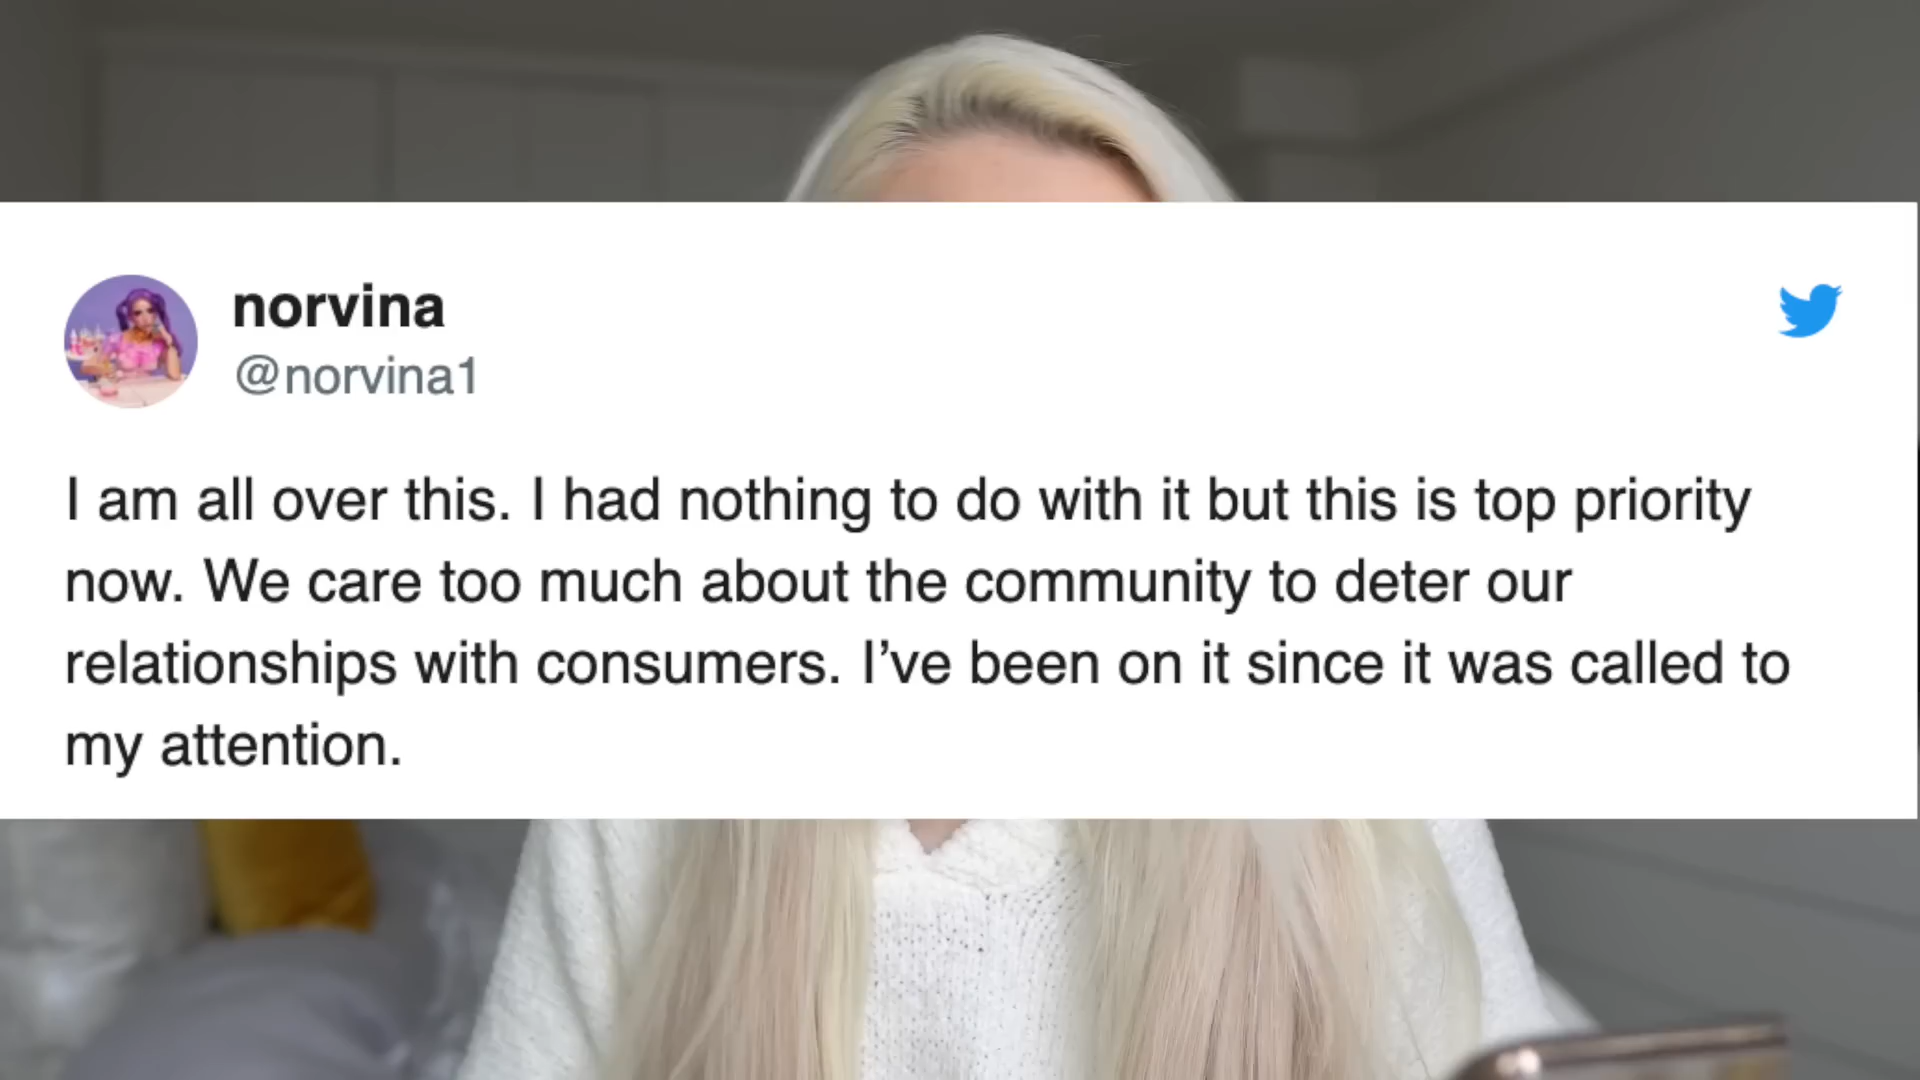 norvina
@norvina1
I am all over this. I had nothing to do with it but this is top priority
now. We care too much about the community to deter our
relationships with consumers. I’ve been on it since it was called to
my attention.